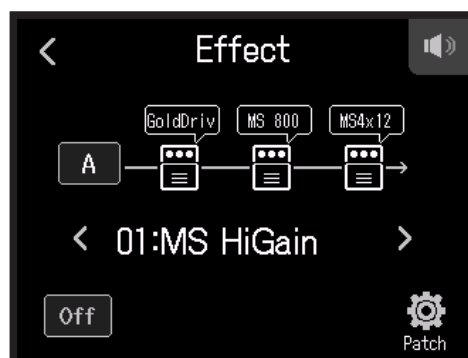 Effect
GoldDriv MS 800 MS4x12
A
01:MS HiGain
Off
Patch